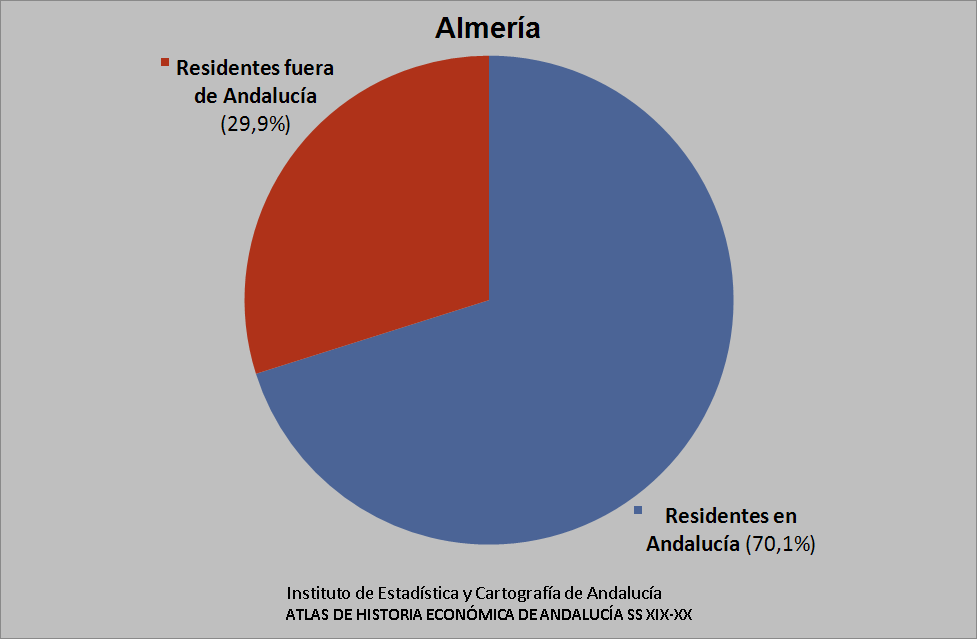 Almería
Residentes fuera
de Andalucía
(29,9%)
Residentes en
Andalucía (70,1%)
Instituto de Estadística y Cartografía de Andalucía
ATLAS DE HISTORIA ECONÓMICA DE ANDALUCÍA SS XIX-XX